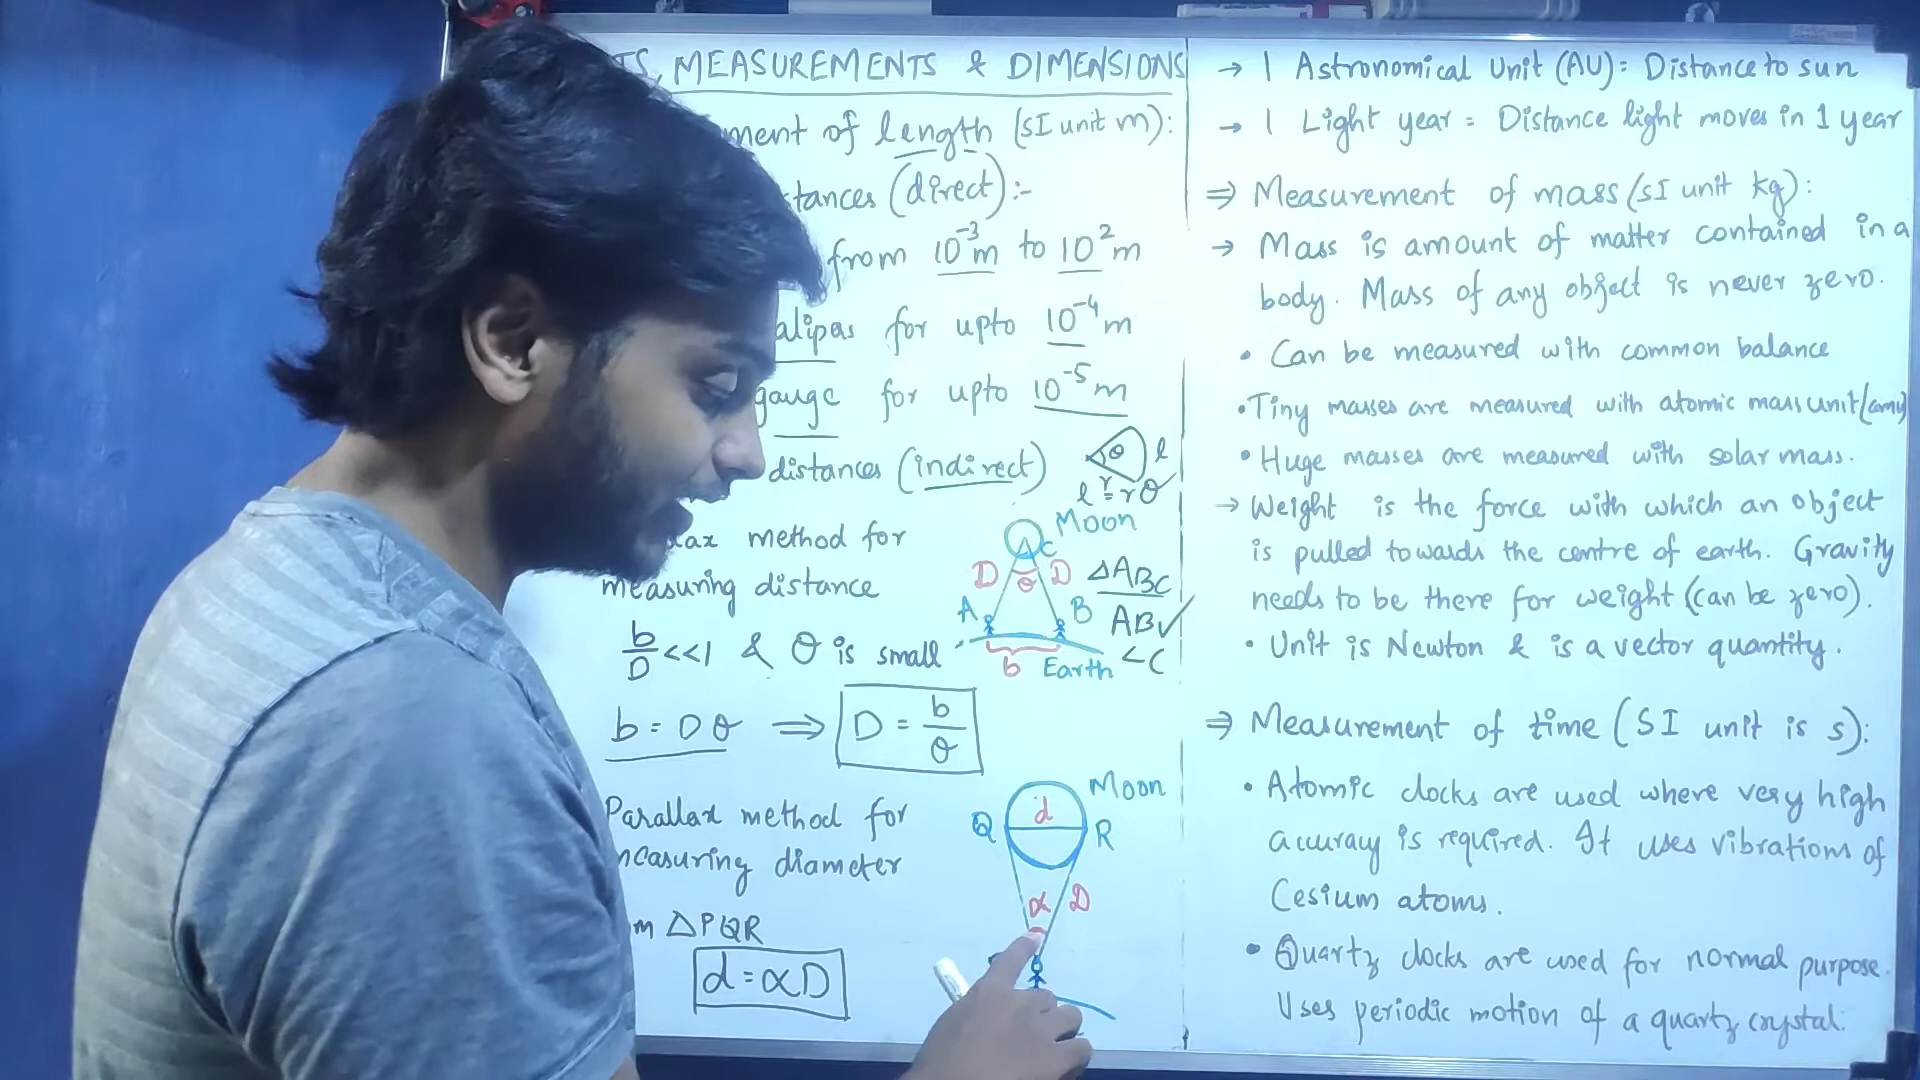 MEASUREMENTS & DIMENSIONS
of length (SI unit m):
(direct):-
from 10⁻³m to 10²m
for upto 10⁻⁴m
for upto 10⁻⁵m
distances (indirect)
θ l
r
l = rθ
method for
measuring distance
Moon
C
D θ D
A B
b Earth
△ABC
AB✓
<C
b/D <<1 & θ is small
b = Dθ ⇒ D = b/θ
Parallax method for
measuring diameter
Moon
Q d R
α D
△PQR
d = αD
→ 1 Astronomical Unit (AU): Distance to sun
→ 1 Light year = Distance light moves in 1 year
⇒ Measurement of mass (SI unit kg):
→ Mass is amount of matter contained in a
body. Mass of any object is never zero.
• Can be measured with common balance
• Tiny masses are measured with atomic mass unit (amu)
• Huge masses are measured with solar mass.
→ Weight is the force with which an object
is pulled towards the centre of earth. Gravity
needs to be there for weight (can be zero).
• Unit is Newton & is a vector quantity.
⇒ Measurement of time (SI unit is s):
• Atomic clocks are used where very high
accuracy is required. It uses vibrations of
Cesium atoms.
• Quartz clocks are used for normal purpose.
Uses periodic motion of a quartz crystal.